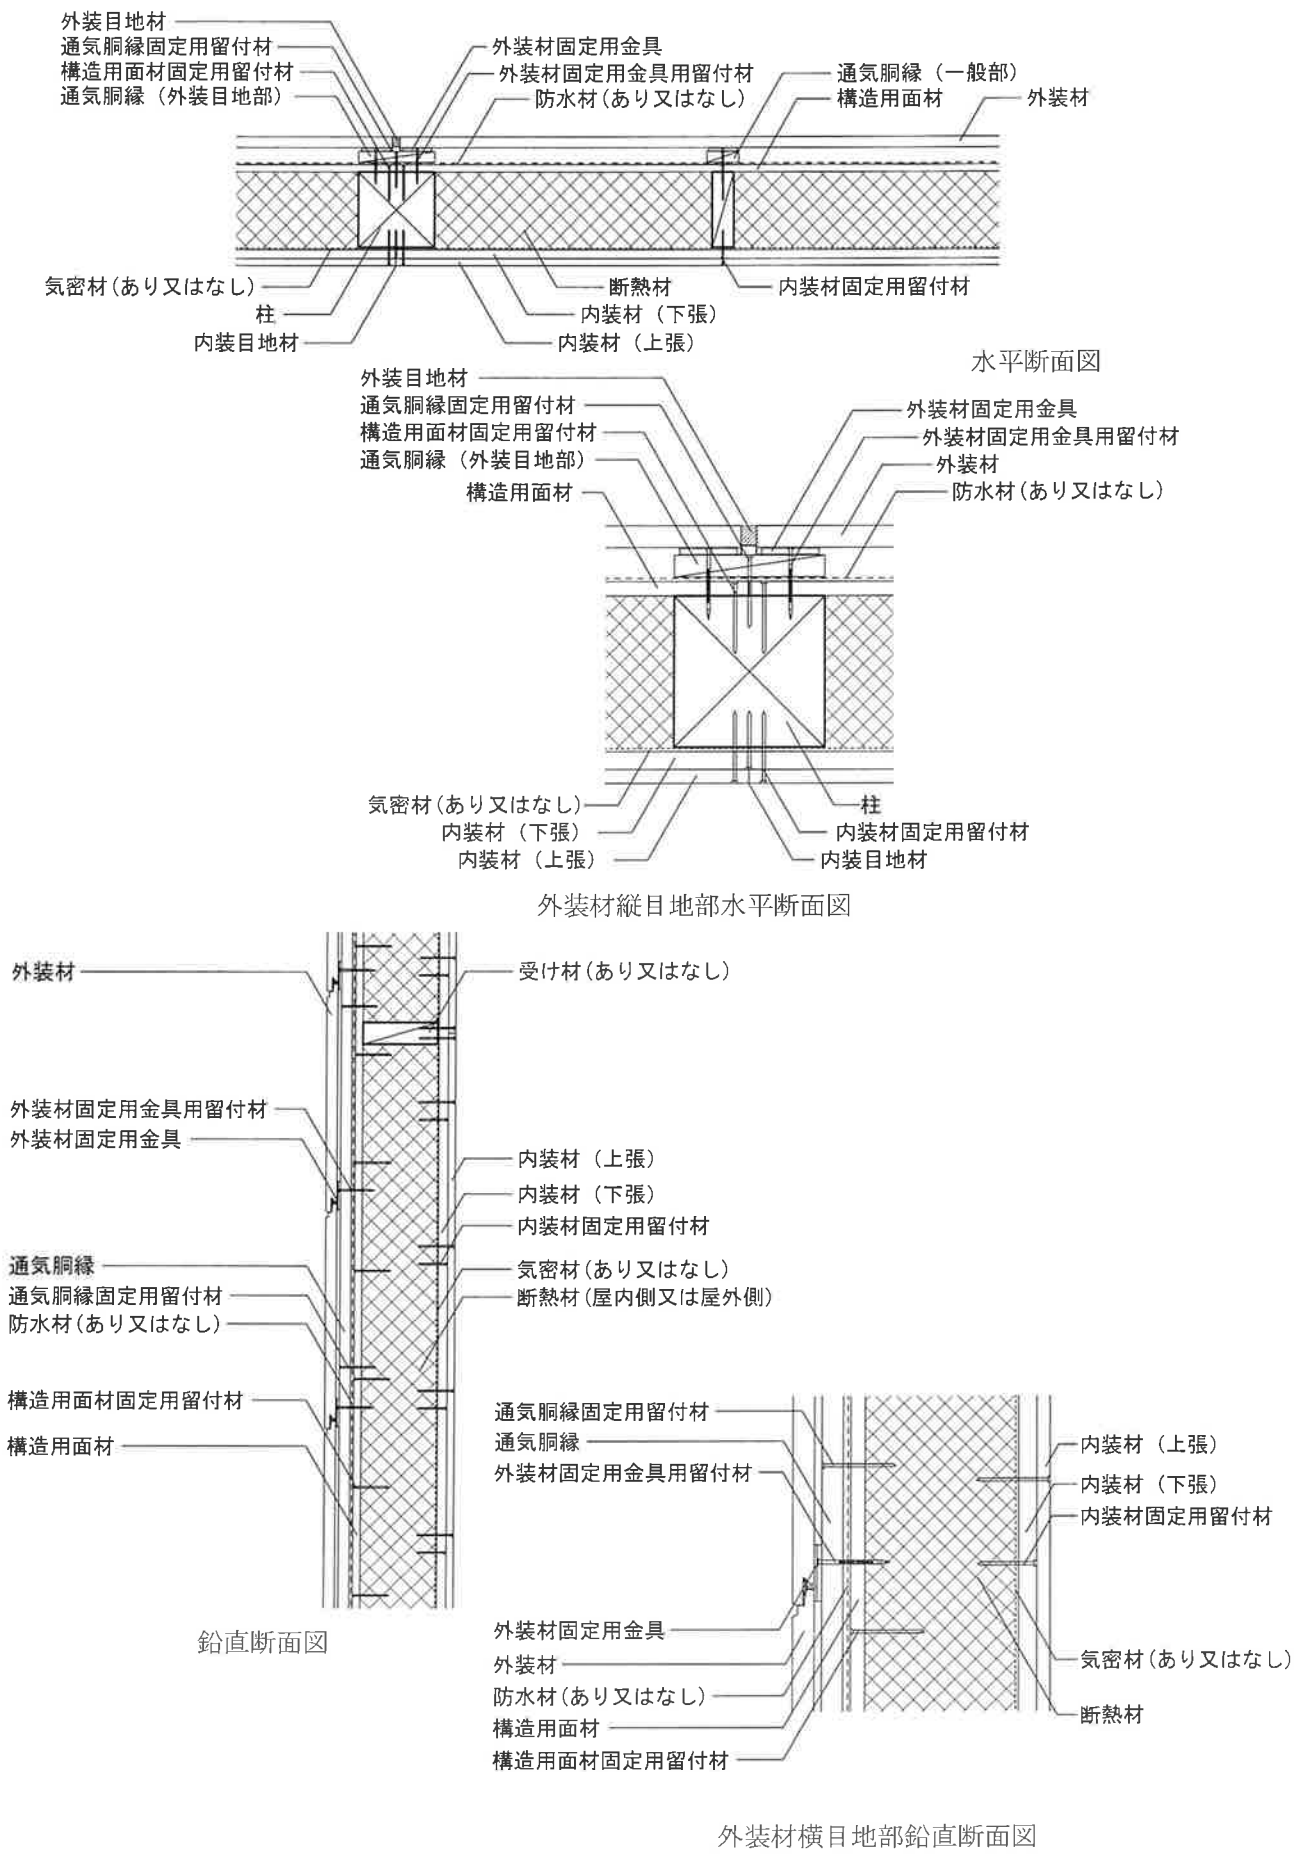 外装目地材
通気胴縁固定用留付材
構造用面材固定用留付材
通気胴縁（外装目地部）
外装材固定用金具
外装材固定用金具用留付材
防水材(あり又はなし)
通気胴縁（一般部）
構造用面材
外装材
気密材(あり又はなし)
柱
内装目地材
断熱材
内装材（下張）
内装材（上張）
内装材固定用留付材
水平断面図
外装目地材
通気胴縁固定用留付材
構造用面材固定用留付材
通気胴縁（外装目地部）
構造用面材
外装材固定用金具
外装材固定用金具用留付材
外装材
防水材(あり又はなし)
気密材(あり又はなし)
内装材（下張）
内装材（上張）
柱
内装材固定用留付材
内装目地材
外装材縦目地部水平断面図
外装材
外装材固定用金具用留付材
外装材固定用金具
通気胴縁
通気胴縁固定用留付材
防水材(あり又はなし)
構造用面材固定用留付材
構造用面材
受け材(あり又はなし)
内装材（上張）
内装材（下張）
内装材固定用留付材
気密材(あり又はなし)
断熱材(屋内側又は屋外側)
鉛直断面図
通気胴縁固定用留付材
通気胴縁
外装材固定用金具用留付材
外装材固定用金具
外装材
防水材(あり又はなし)
構造用面材
構造用面材固定用留付材
内装材（上張）
内装材（下張）
内装材固定用留付材
気密材(あり又はなし)
断熱材
外装材横目地部鉛直断面図